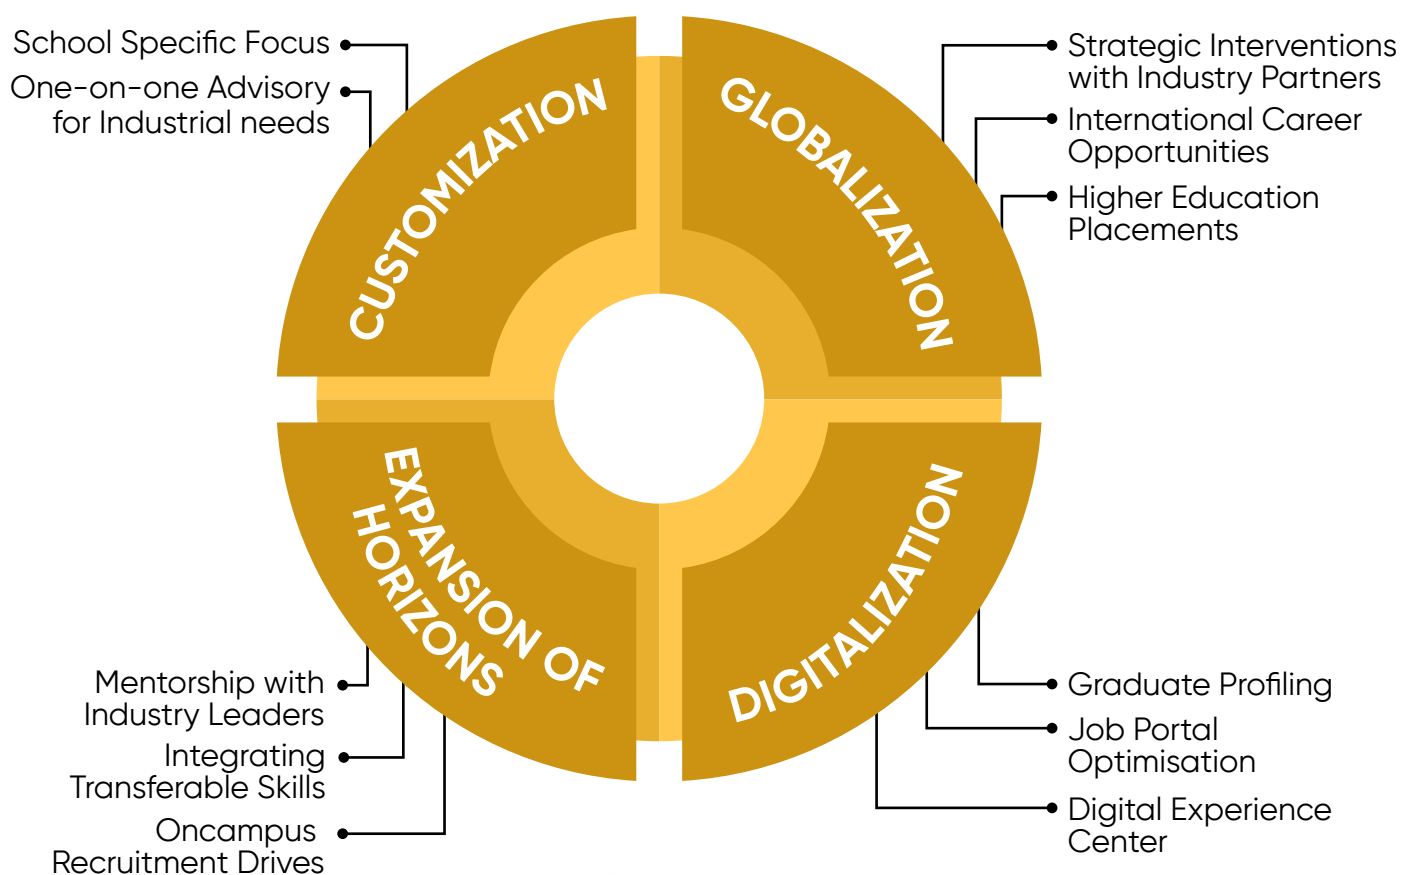 School Specific Focus
One-on-one Advisory
for Industrial needs
CUSTOMIZATION
GLOBALIZATION
Strategic Interventions
with Industry Partners
International Career
Opportunities
Higher Education
Placements
EXPANSION OF
HORIZONS
Mentorship with
Industry Leaders
Integrating
Transferable Skills
Oncampus
Recruitment Drives
DIGITALIZATION
Graduate Profiling
Job Portal
Optimisation
Digital Experience
Center